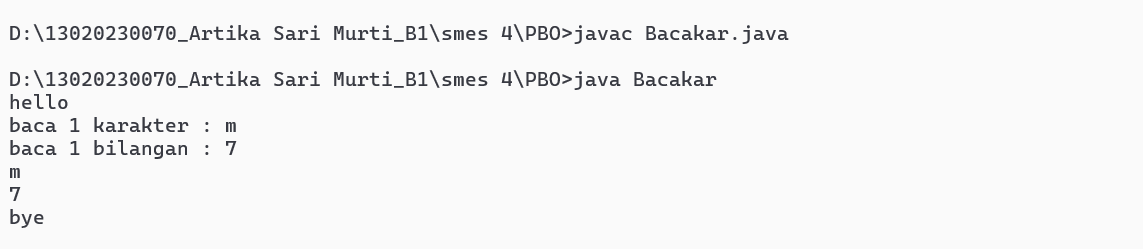 D:\13020230070_Artika Sari Murti_B1\smes 4\PBO>javac Bacakar.java
D:\13020230070_Artika Sari Murti_B1\smes 4\PBO>java Bacakar
hello
baca 1 karakter : m
baca 1 bilangan : 7
m
7
bye